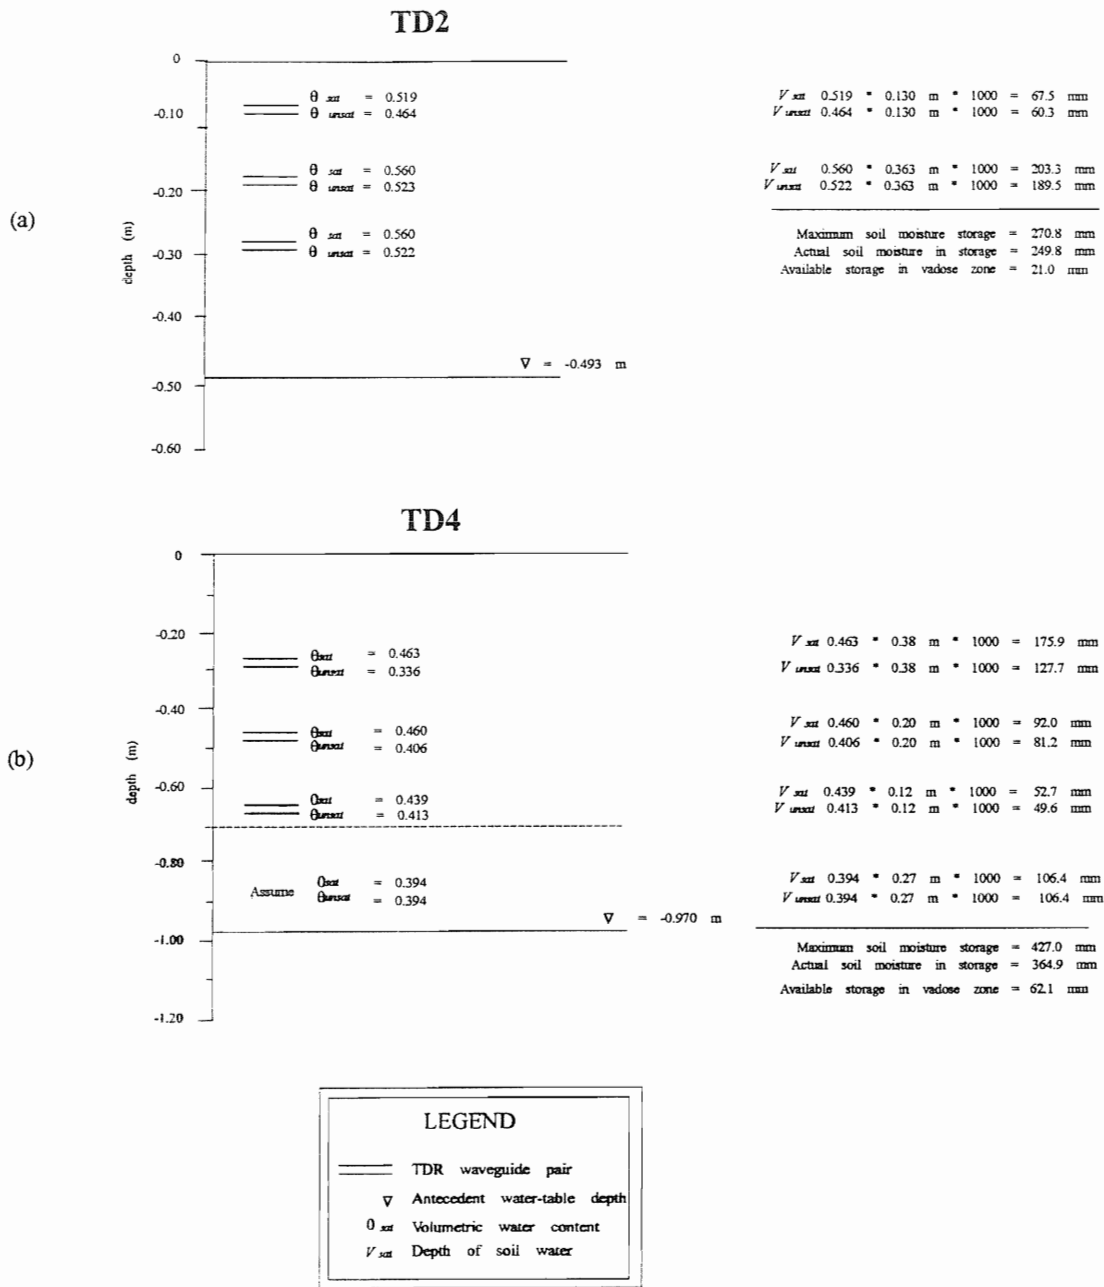 TD2
(a)
depth (m)
0
-0.10
-0.20
-0.30
-0.40
-0.50
-0.60
θ sat = 0.519
θ unsat = 0.464
θ sat = 0.560
θ unsat = 0.523
θ sat = 0.560
θ unsat = 0.522
∇ = -0.493 m
V sat 0.519 * 0.130 m * 1000 = 67.5 mm
V unsat 0.464 * 0.130 m * 1000 = 60.3 mm
V sat 0.560 * 0.363 m * 1000 = 203.3 mm
V unsat 0.522 * 0.363 m * 1000 = 189.5 mm
Maximum soil moisture storage = 270.8 mm
Actual soil moisture in storage = 249.8 mm
Available storage in vadose zone = 21.0 mm
TD4
(b)
depth (m)
0
-0.20
-0.40
-0.60
-0.80
-1.00
-1.20
θsat = 0.463
θunsat = 0.336
θsat = 0.460
θunsat = 0.406
θsat = 0.439
θunsat = 0.413
Assume
θsat = 0.394
θunsat = 0.394
∇ = -0.970 m
V sat 0.463 * 0.38 m * 1000 = 175.9 mm
V unsat 0.336 * 0.38 m * 1000 = 127.7 mm
V sat 0.460 * 0.20 m * 1000 = 92.0 mm
V unsat 0.406 * 0.20 m * 1000 = 81.2 mm
V sat 0.439 * 0.12 m * 1000 = 52.7 mm
V unsat 0.413 * 0.12 m * 1000 = 49.6 mm
V sat 0.394 * 0.27 m * 1000 = 106.4 mm
V unsat 0.394 * 0.27 m * 1000 = 106.4 mm
Maximum soil moisture storage = 427.0 mm
Actual soil moisture in storage = 364.9 mm
Available storage in vadose zone = 62.1 mm
LEGEND
TDR waveguide pair
∇ Antecedent water-table depth
θ sat Volumetric water content
V sat Depth of soil water